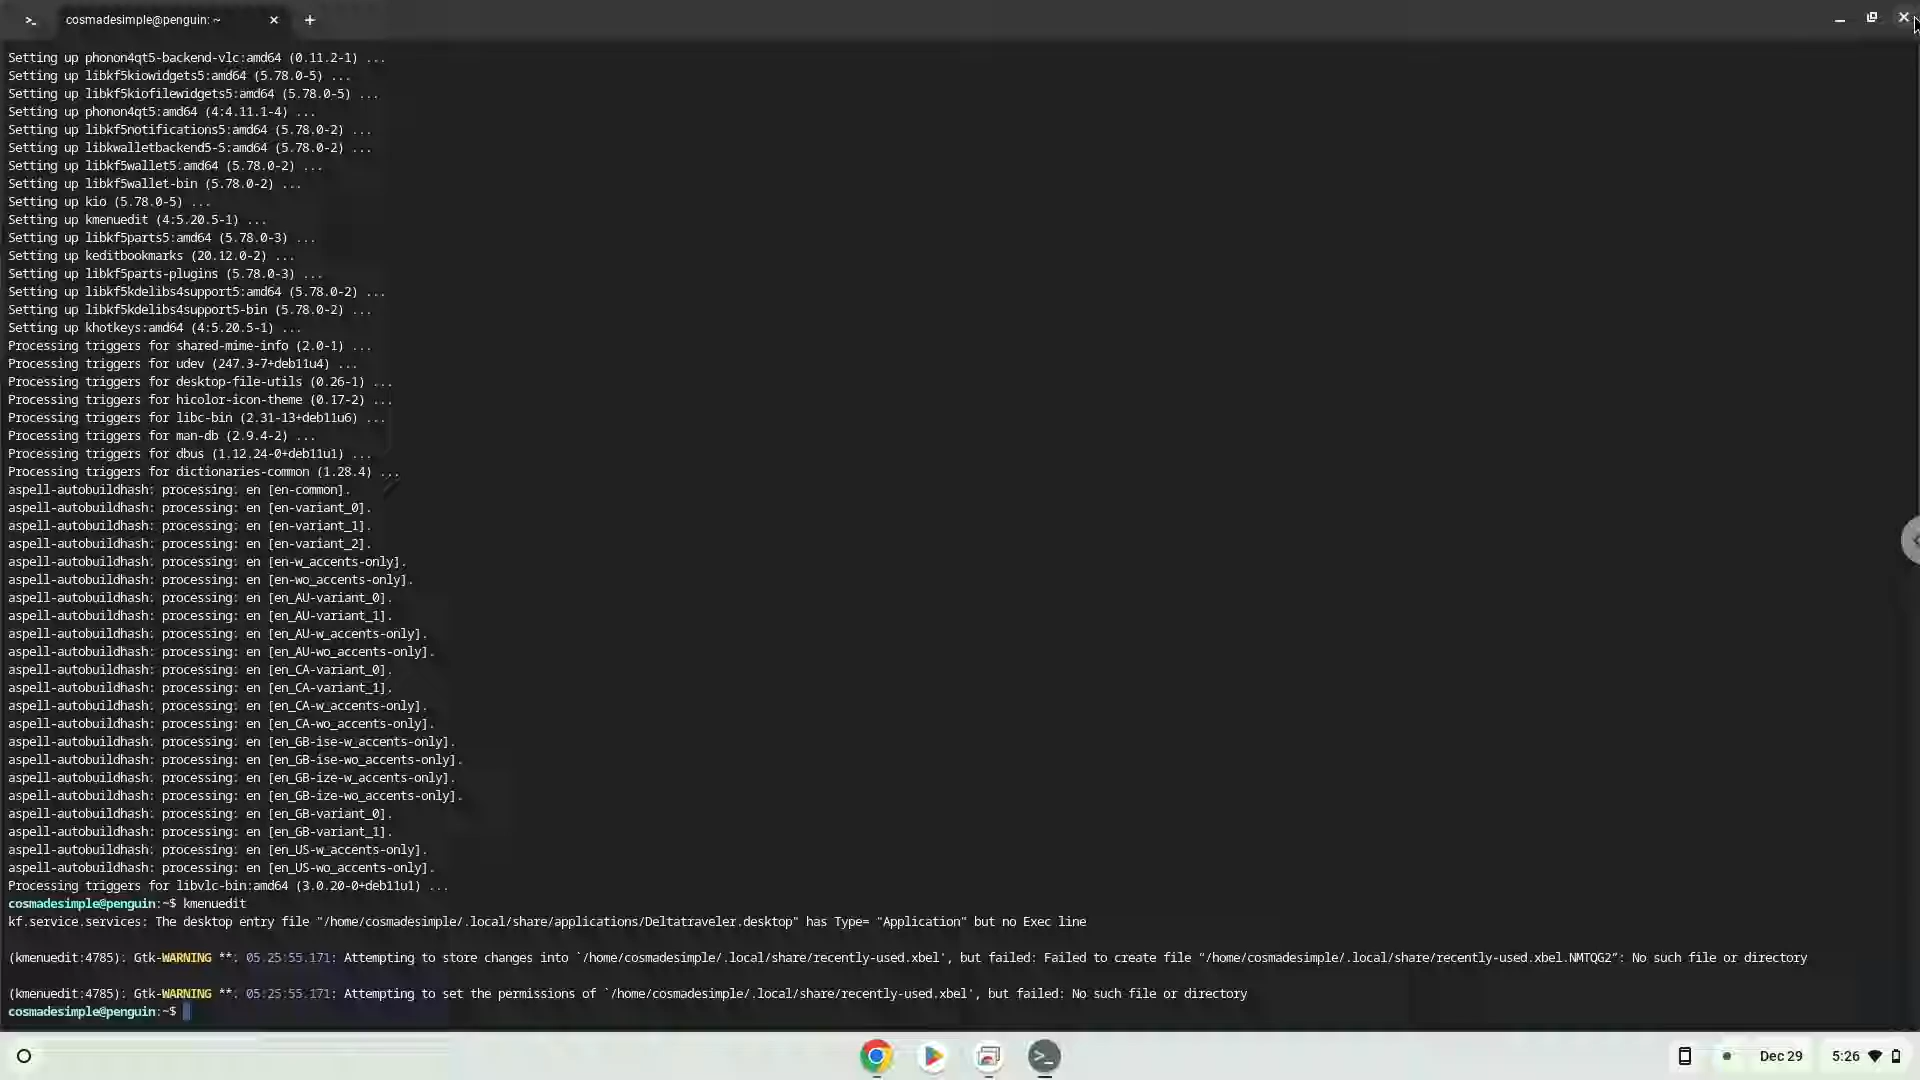 cosmadesimple@penguin: ~
Setting up phonon4qt5-backend-vlc:amd64 (0.11.2-1) ...
Setting up libkf5kiowidgets5:amd64 (5.78.0-5) ...
Setting up libkf5kiofilewidgets5:amd64 (5.78.0-5) ...
Setting up phonon4qt5:amd64 (4:4.11.1-4) ...
Setting up libkf5notifications5:amd64 (5.78.0-2) ...
Setting up libkwalletbackend5-5:amd64 (5.78.0-2) ...
Setting up libkf5wallet5:amd64 (5.78.0-2) ...
Setting up libkf5wallet-bin (5.78.0-2) ...
Setting up kio (5.78.0-5) ...
Setting up kmenuedit (4:5.20.5-1) ...
Setting up libkf5parts5:amd64 (5.78.0-3) ...
Setting up keditbookmarks (20.12.0-2) ...
Setting up libkf5parts-plugins (5.78.0-3) ...
Setting up libkf5kdelibs4support5:amd64 (5.78.0-2) ...
Setting up libkf5kdelibs4support5-bin (5.78.0-2) ...
Setting up khotkeys:amd64 (4:5.20.5-1) ...
Processing triggers for shared-mime-info (2.0-1) ...
Processing triggers for udev (247.3-7+deb11u4) ...
Processing triggers for desktop-file-utils (0.26-1) ...
Processing triggers for hicolor-icon-theme (0.17-2) ...
Processing triggers for libc-bin (2.31-13+deb11u6) ...
Processing triggers for man-db (2.9.4-2) ...
Processing triggers for dbus (1.12.24-0+deb11u1) ...
Processing triggers for dictionaries-common (1.28.4) ...
aspell-autobuildhash: processing: en [en-common].
aspell-autobuildhash: processing: en [en-variant_0].
aspell-autobuildhash: processing: en [en-variant_1].
aspell-autobuildhash: processing: en [en-variant_2].
aspell-autobuildhash: processing: en [en-w_accents-only].
aspell-autobuildhash: processing: en [en-wo_accents-only].
aspell-autobuildhash: processing: en [en_AU-variant_0].
aspell-autobuildhash: processing: en [en_AU-variant_1].
aspell-autobuildhash: processing: en [en_AU-w_accents-only].
aspell-autobuildhash: processing: en [en_AU-wo_accents-only].
aspell-autobuildhash: processing: en [en_CA-variant_0].
aspell-autobuildhash: processing: en [en_CA-variant_1].
aspell-autobuildhash: processing: en [en_CA-w_accents-only].
aspell-autobuildhash: processing: en [en_CA-wo_accents-only].
aspell-autobuildhash: processing: en [en_GB-ise-w_accents-only].
aspell-autobuildhash: processing: en [en_GB-ise-wo_accents-only].
aspell-autobuildhash: processing: en [en_GB-ize-w_accents-only].
aspell-autobuildhash: processing: en [en_GB-ize-wo_accents-only].
aspell-autobuildhash: processing: en [en_GB-variant_0].
aspell-autobuildhash: processing: en [en_GB-variant_1].
aspell-autobuildhash: processing: en [en_US-w_accents-only].
aspell-autobuildhash: processing: en [en_US-wo_accents-only].
Processing triggers for libvlc-bin:amd64 (3.0.20-0+deb11u1) ...
cosmadesimple@penguin:~$ kmenuedit
kf.service.services: The desktop entry file "/home/cosmadesimple/.local/share/applications/Deltatraveler.desktop" has Type= "Application" but no Exec line
(kmenuedit:4785): Gtk-WARNING **: 05:25:55.171: Attempting to store changes into `/home/cosmadesimple/.local/share/recently-used.xbel', but failed: Failed to create file "/home/cosmadesimple/.local/share/recently-used.xbel.NMTQG2": No such file or directory
(kmenuedit:4785): Gtk-WARNING **: 05:25:55.171: Attempting to set the permissions of `/home/cosmadesimple/.local/share/recently-used.xbel', but failed: No such file or directory
cosmadesimple@penguin:~$
Dec 29 5:26